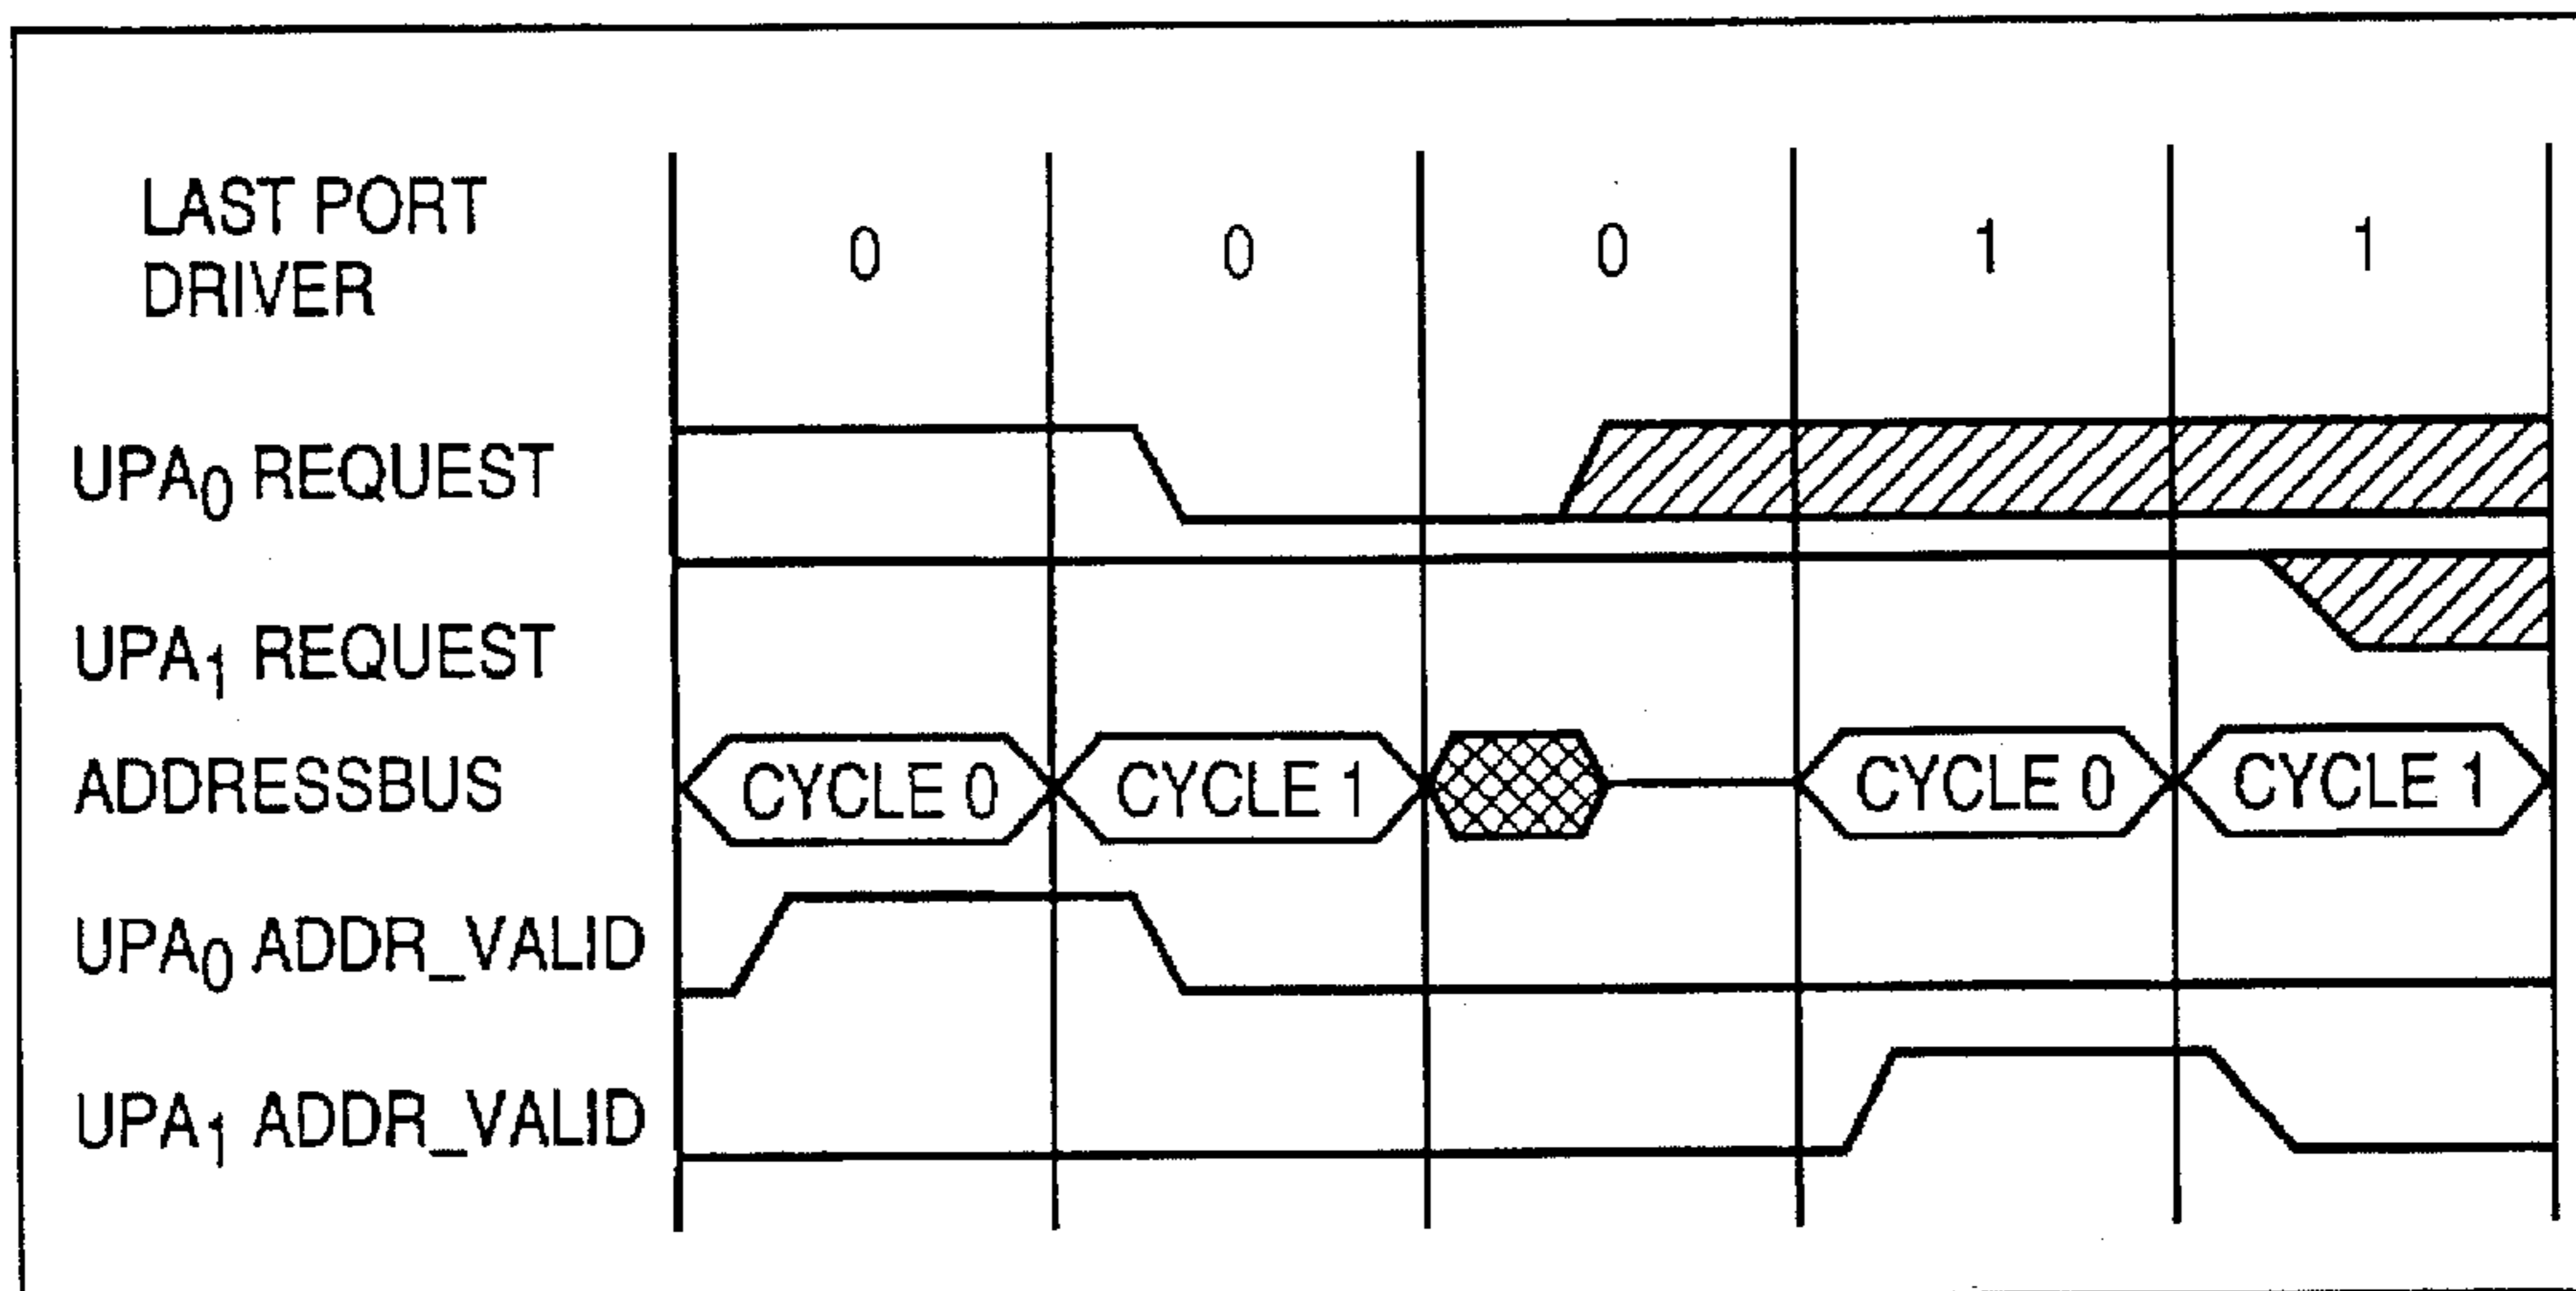 LAST PORT
DRIVER
0 0 0 1 1
UPA0 REQUEST
UPA1 REQUEST
ADDRESSBUS CYCLE 0 CYCLE 1 CYCLE 0 CYCLE 1
UPA0 ADDR_VALID
UPA1 ADDR_VALID